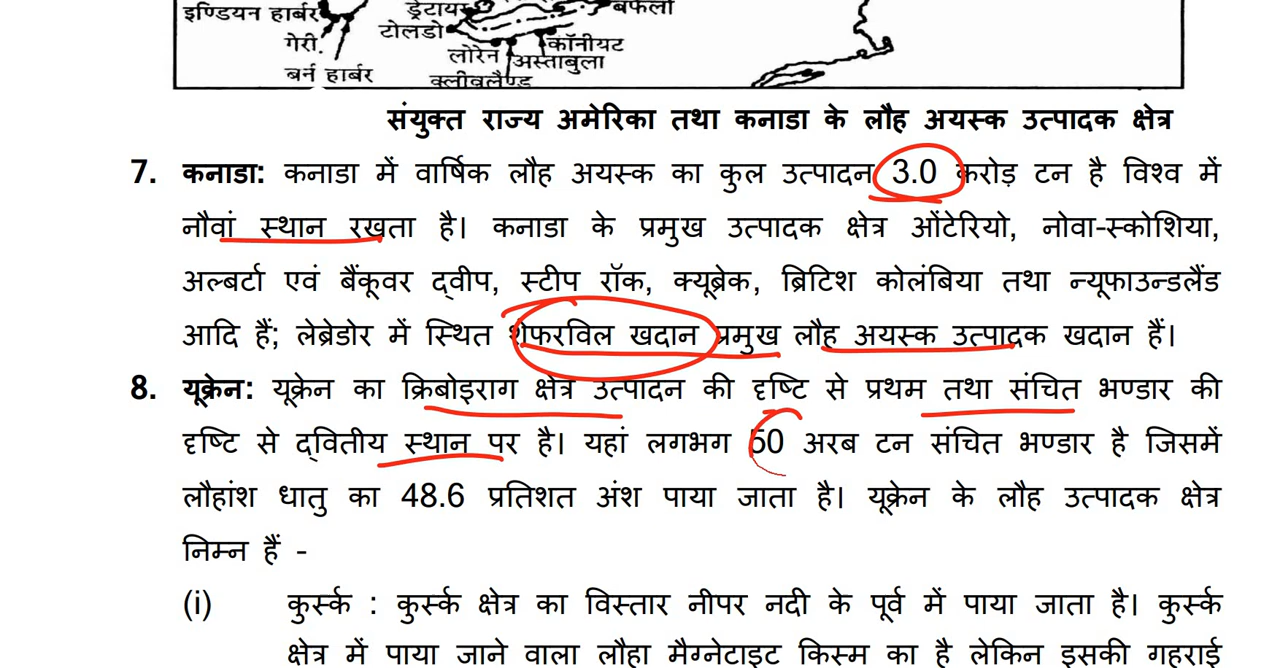 इण्डियन हार्बर
ड्रेटायर
बफेलो
गेरी.
टोलडो
कॉनीयट
लोरेन
अस्ताबुला
बर्न हार्बर
क्लीवलैण्ड
संयुक्त राज्य अमेरिका तथा कनाडा के लौह अयस्क उत्पादक क्षेत्र
7. कनाडा: कनाडा में वार्षिक लौह अयस्क का कुल उत्पादन 3.0 करोड़ टन है विश्व में
नौवां स्थान रखता है। कनाडा के प्रमुख उत्पादक क्षेत्र ओंटेरियो, नोवा-स्कोशिया,
अल्बर्टा एवं बैंकूवर द्वीप, स्टीप रॉक, क्यूब्रेक, ब्रिटिश कोलंबिया तथा न्यूफाउन्डलैंड
आदि हैं; लेब्रेडोर में स्थित शेफरविल खदान प्रमुख लौह अयस्क उत्पादक खदान हैं।
8. यूक्रेन: यूक्रेन का क्रिबोइराग क्षेत्र उत्पादन की दृष्टि से प्रथम तथा संचित भण्डार की
दृष्टि से द्वितीय स्थान पर है। यहां लगभग 50 अरब टन संचित भण्डार है जिसमें
लौहांश धातु का 48.6 प्रतिशत अंश पाया जाता है। यूक्रेन के लौह उत्पादक क्षेत्र
निम्न हैं -
(i) कुर्स्क : कुर्स्क क्षेत्र का विस्तार नीपर नदी के पूर्व में पाया जाता है। कुर्स्क
क्षेत्र में पाया जाने वाला लौहा मैग्नेटाइट किस्म का है लेकिन इसकी गहराई